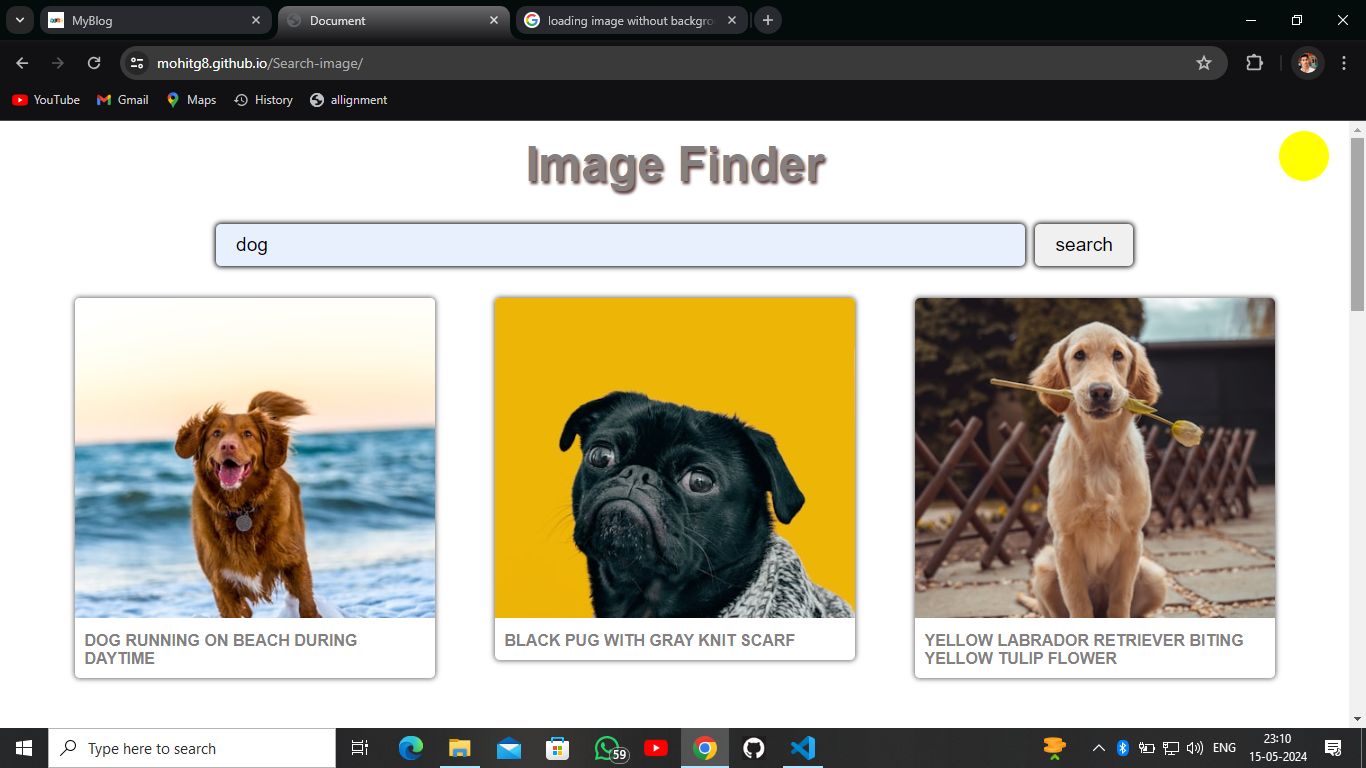 MyBlog
Document
loading image without backgro
mohitg8.github.io/Search-image/
YouTube
Gmail
Maps
History
allignment
Image Finder
dog
search
DOG RUNNING ON BEACH DURING
DAYTIME
BLACK PUG WITH GRAY KNIT SCARF
YELLOW LABRADOR RETRIEVER BITING
YELLOW TULIP FLOWER
Type here to search
59
ENG
23:10
15-05-2024